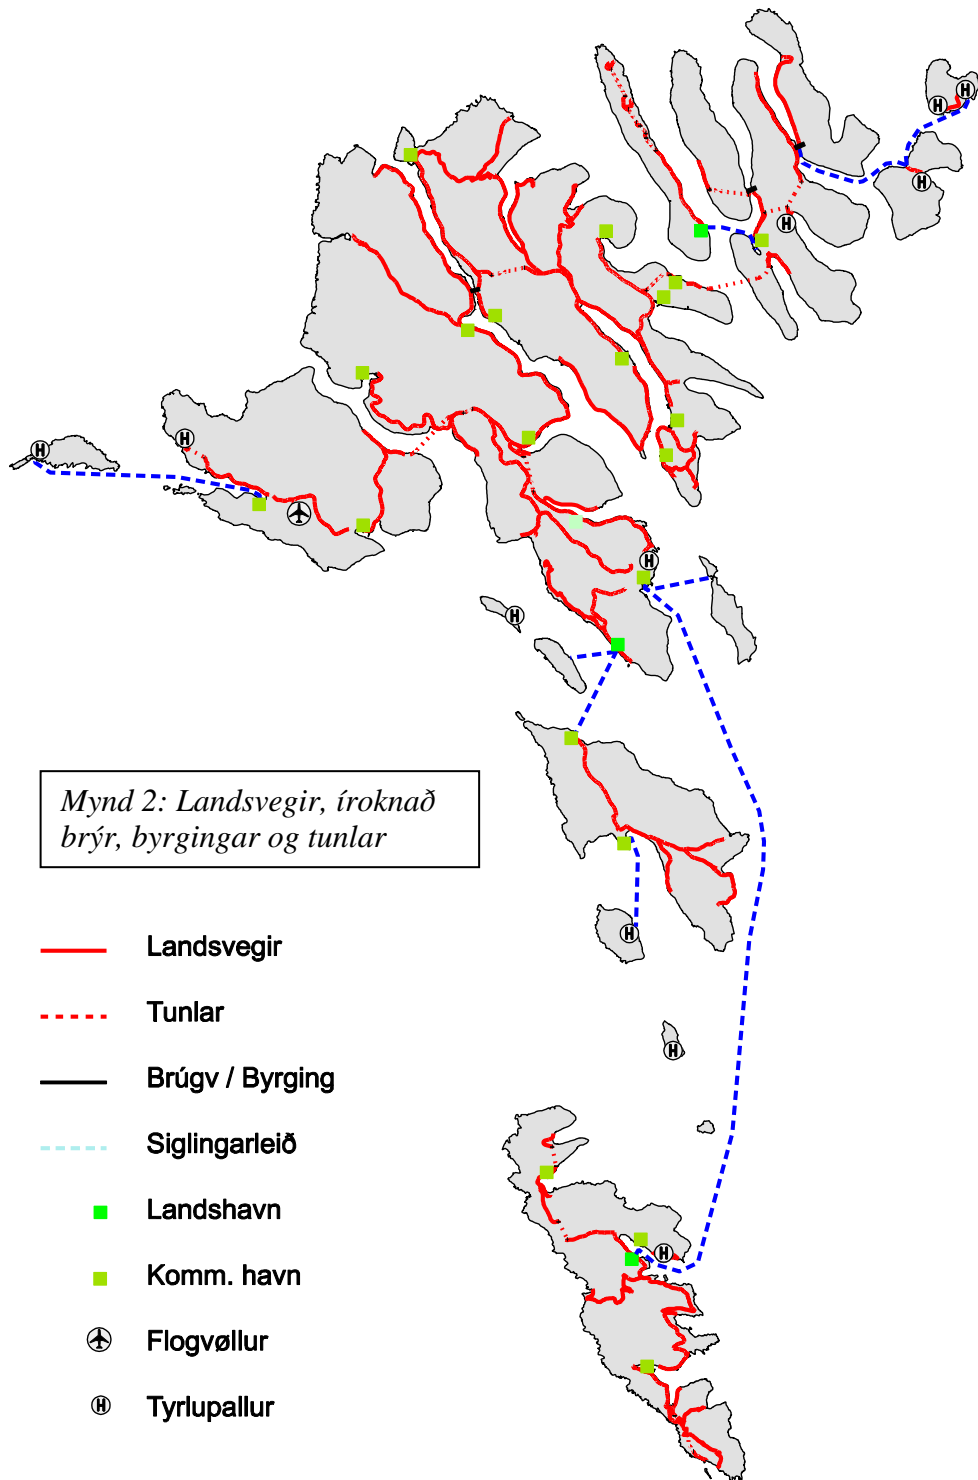 Mynd 2: Landsvegir, íroknað
brýr, byrgingar og tunlar
Landsvegir
Tunlar
Brúgv / Byrging
Siglingarleið
Landshavn
Komm. havn
Flogvøllur
Tyrlupallur
H
H
H
H
H
H
H
H
H
H
H
H